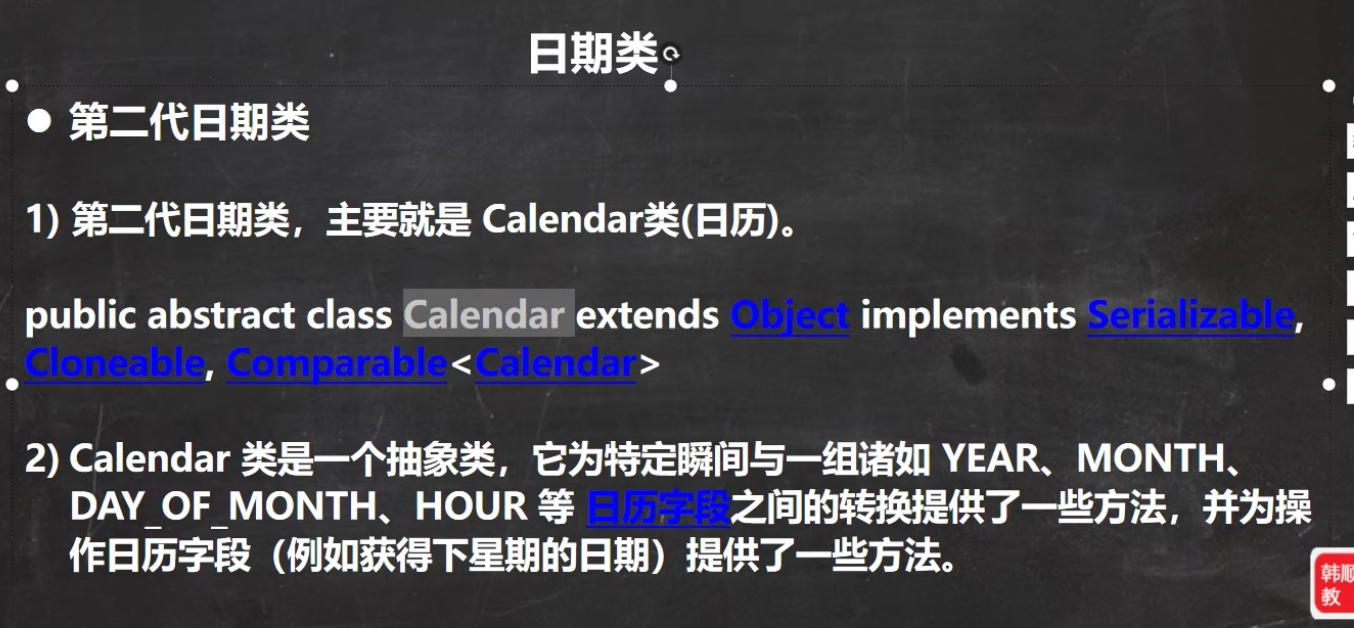 日期类
● 第二代日期类
1) 第二代日期类，主要就是 Calendar类(日历)。
public abstract class Calendar extends Object implements Serializable,
Cloneable, Comparable<Calendar>
2) Calendar 类是一个抽象类，它为特定瞬间与一组诸如 YEAR、MONTH、
DAY_OF_MONTH、HOUR 等 日历字段之间的转换提供了一些方法，并为操
作日历字段（例如获得下星期的日期）提供了一些方法。
韩顺
教